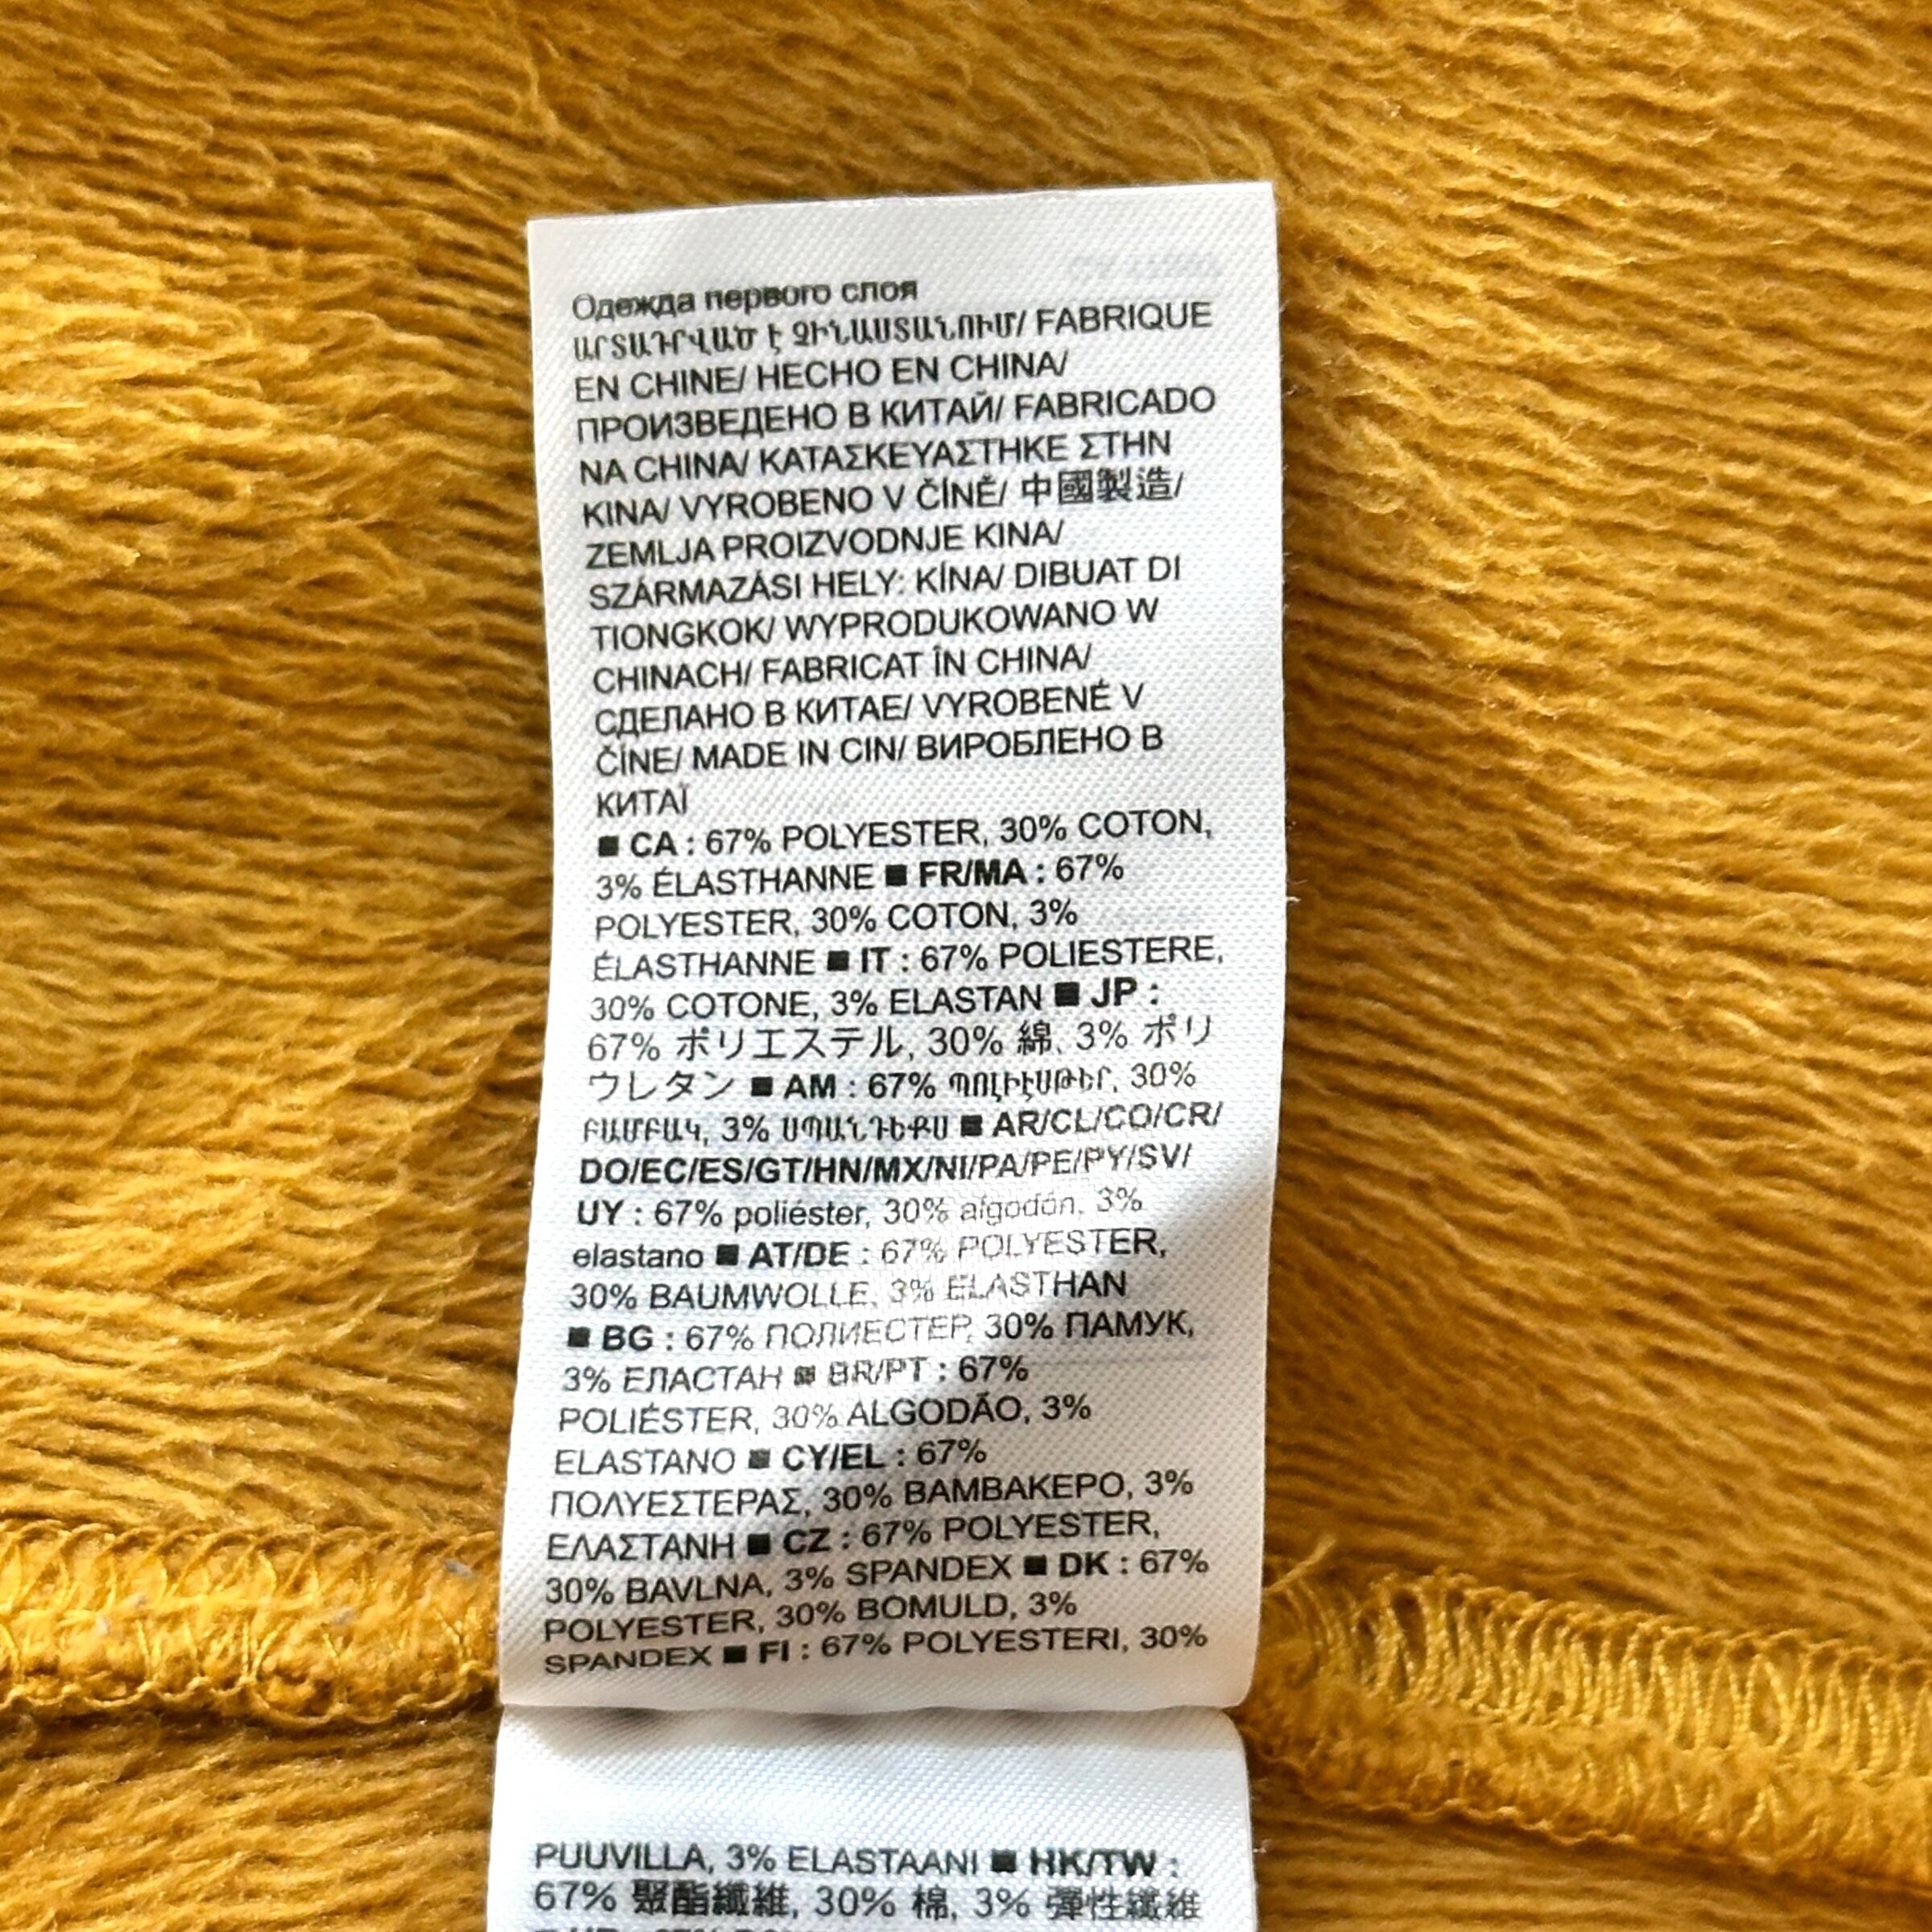 Одежда первого слоя
ԱՐՏԱԴՐՎԱԾ Է ՉԻՆԱՍՏԱՆՈՒՄ/ FABRIQUE
EN CHINE/ HECHO EN CHINA/
ПРОИЗВЕДЕНО В КИТАЙ/ FABRICADO
NA CHINA/ ΚΑΤΑΣΚΕΥΑΣΤΗΚΕ ΣΤΗΝ
ΚΙΝΑ/ VYROBENO V ČÍNĚ/ 中國製造/
ZEMLJA PROIZVODNJE KINA/
SZÁRMAZÁSI HELY: KÍNA/ DIBUAT DI
TIONGKOK/ WYPRODUKOWANO W
CHINACH/ FABRICAT ÎN CHINA/
СДЕЛАНО В КИТАЕ/ VYROBENÉ V
ČÍNE/ MADE IN CIN/ ВИРОБЛЕНО В
КИТАЇ
■ CA : 67% POLYESTER, 30% COTON,
3% ÉLASTHANNE ■ FR/MA : 67%
POLYESTER, 30% COTON, 3%
ÉLASTHANNE ■ IT : 67% POLIESTERE,
30% COTONE, 3% ELASTAN ■ JP :
67% ポリエステル, 30% 綿, 3% ポリ
ウレタン ■ AM : 67% ՊՈԼԻԷՍԹԵՐ, 30%
ԲԱՄԲԱԿ, 3% ՍՊԱՆԴԵՔՍ ■ AR/CL/CO/CR/
DO/EC/ES/GT/HN/MX/NI/PA/PE/PY/SV/
UY : 67% poliéster, 30% algodón, 3%
elastano ■ AT/DE : 67% POLYESTER,
30% BAUMWOLLE, 3% ELASTHAN
■ BG : 67% ПОЛИЕСТЕР, 30% ПАМУК,
3% ЕЛАСТАН ■ BR/PT : 67%
POLIÉSTER, 30% ALGODÃO, 3%
ELASTANO ■ CY/EL : 67%
ΠΟΛΥΕΣΤΕΡΑΣ, 30% ΒΑΜΒΑΚΕΡΟ, 3%
ΕΛΑΣΤΑΝΗ ■ CZ : 67% POLYESTER,
30% BAVLNA, 3% SPANDEX ■ DK : 67%
POLYESTER, 30% BOMULD, 3%
SPANDEX ■ FI : 67% POLYESTERI, 30%
PUUVILLA, 3% ELASTAANI ■ HK/TW :
67% 聚酯纖維, 30% 棉, 3% 彈性纖維